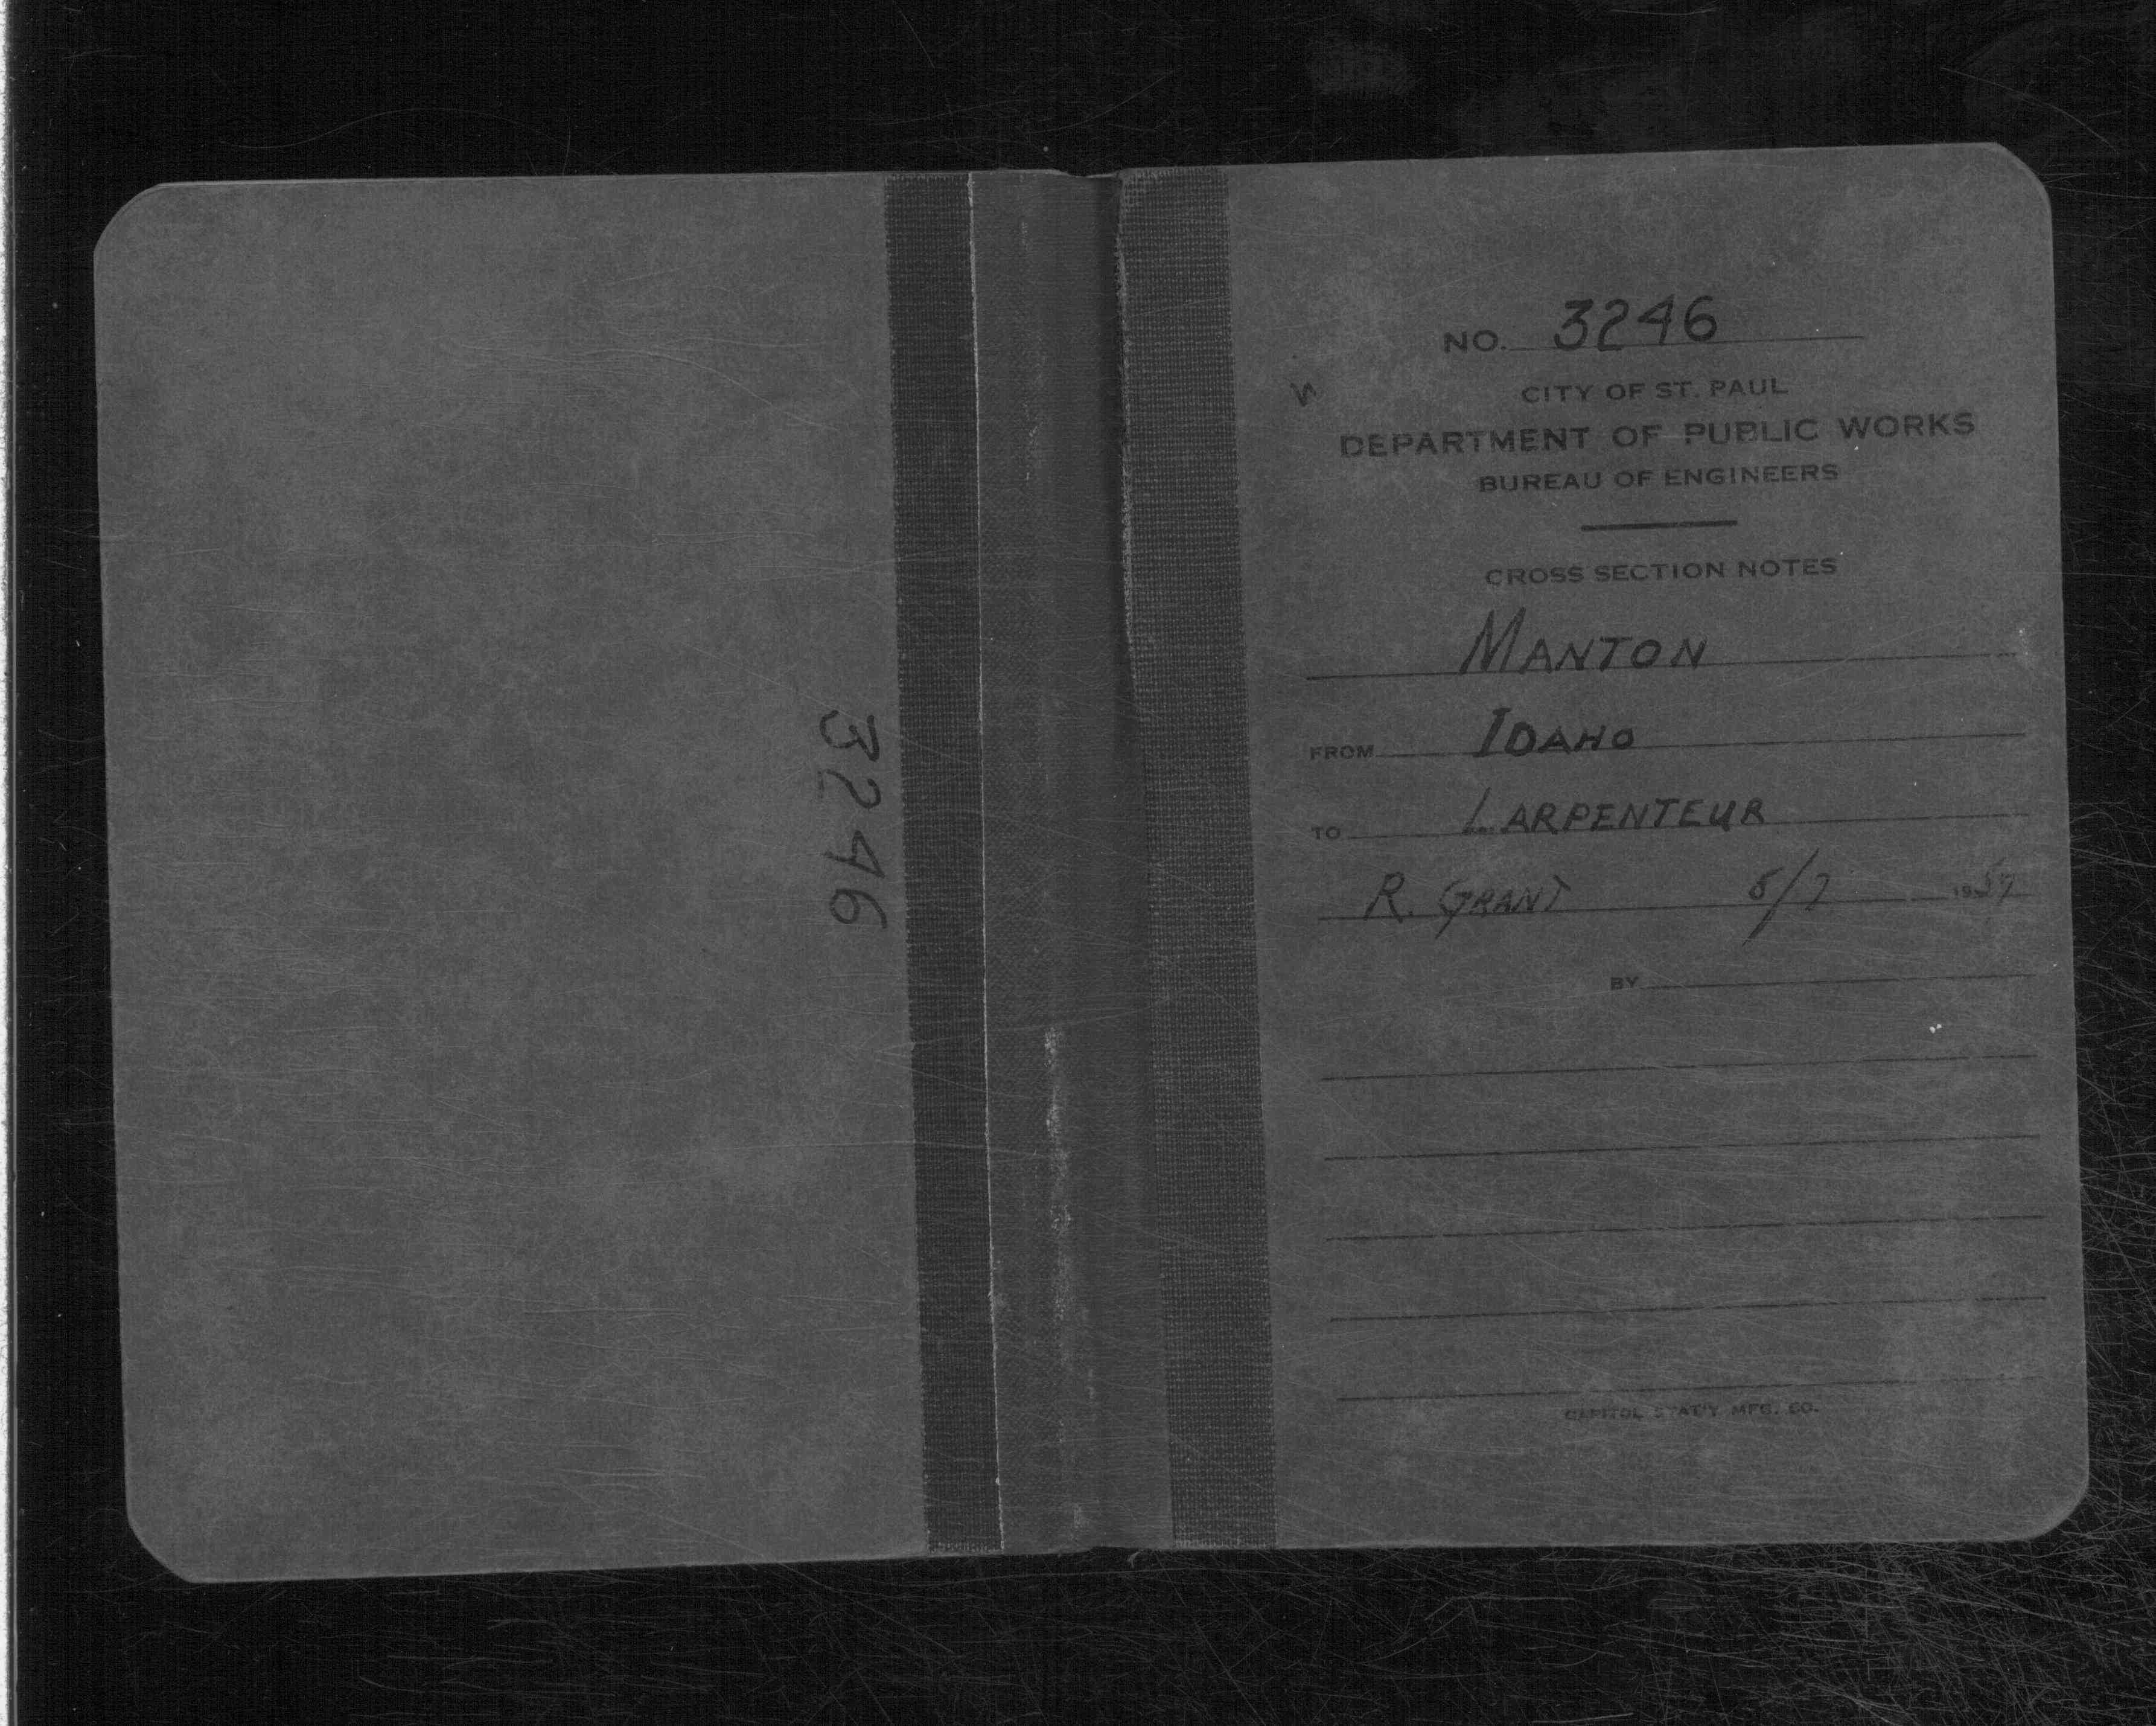 3246
NO. 3246
CITY OF ST. PAUL
DEPARTMENT OF PUBLIC WORKS
BUREAU OF ENGINEERS
CROSS SECTION NOTES
MANTON
FROM IDAHO
TO LARPENTEUR
R. GRANT 5/7 1957
BY
CAPITOL STAT'Y MFG. CO.